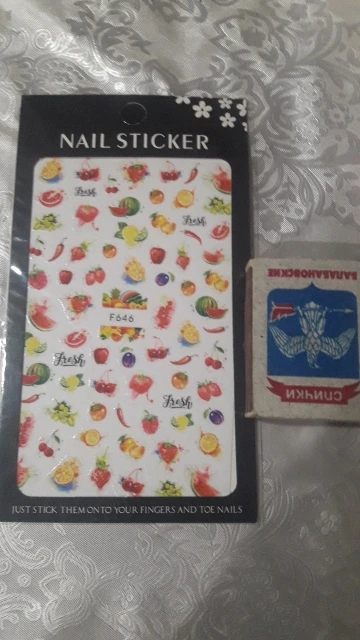 NAIL STICKER
Fresh
Fresh
F646
Fresh
Fresh
JUST STICK THEM ONTO YOUR FINGERS AND TOE NAILS
СПИЧКИ
БАЛАБАНОВСКИЕ